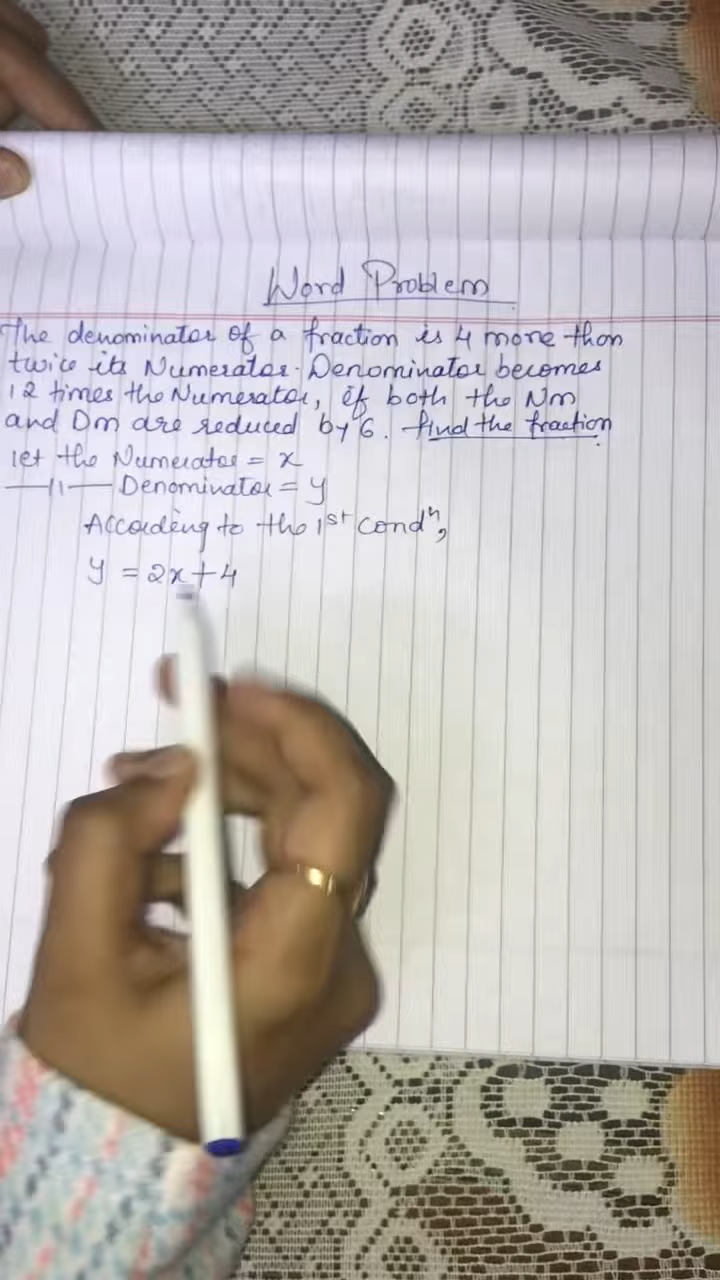 Word Problem
The denominator of a fraction is 4 more than
twice its Numerator. Denominator becomes
12 times the Numerator, if both the Nm
and Dm are reduced by 6. find the fraction
let the Numerator = x
—11— Denominator = y
According to the 1st condn,
y = 2x+4